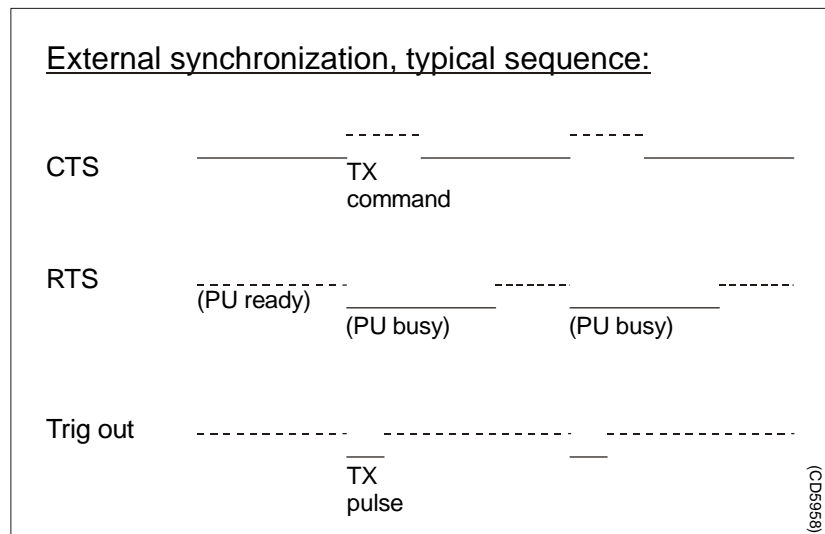 External synchronization, typical sequence:
CTS
TX
command
RTS
(PU ready)
(PU busy)
(PU busy)
Trig out
TX
pulse
(CD5958)